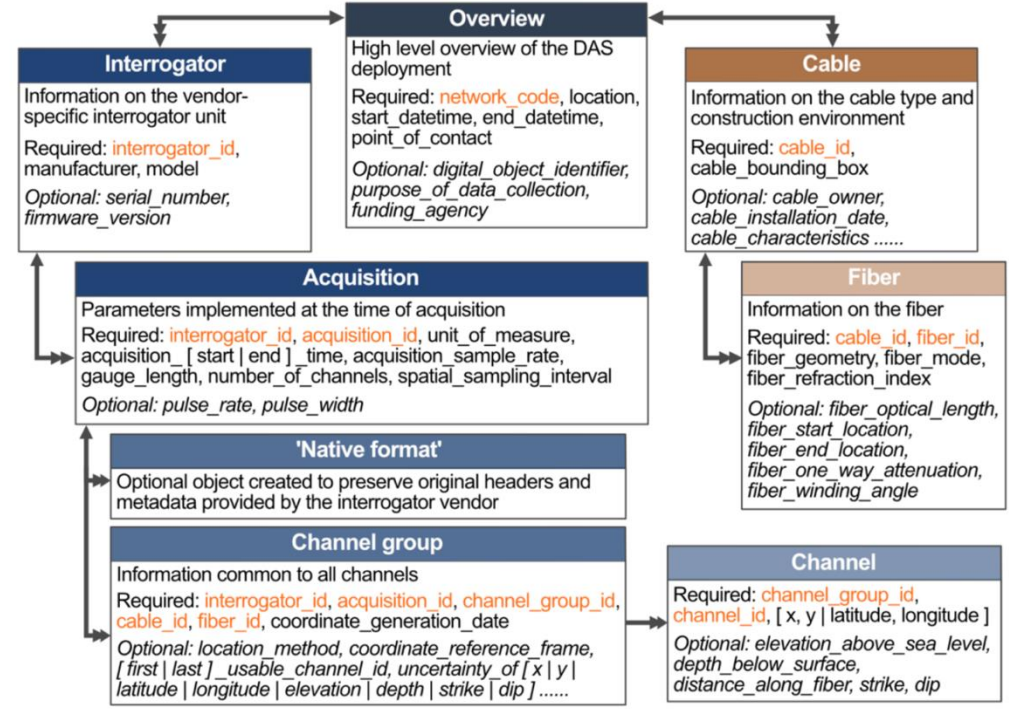 Overview
High level overview of the DAS
deployment
Required: network_code, location,
start_datetime, end_datetime,
point_of_contact
Optional: digital_object_identifier,
purpose_of_data_collection,
funding_agency
Interrogator
Information on the vendor-
specific interrogator unit
Required: interrogator_id,
manufacturer, model
Optional: serial_number,
firmware_version
Cable
Information on the cable type and
construction environment
Required: cable_id,
cable_bounding_box
Optional: cable_owner,
cable_installation_date,
cable_characteristics ......
Acquisition
Parameters implemented at the time of acquisition
Required: interrogator_id, acquisition_id, unit_of_measure,
acquisition_ [ start | end ] _time, acquisition_sample_rate,
gauge_length, number_of_channels, spatial_sampling_interval
Optional: pulse_rate, pulse_width
Fiber
Information on the fiber
Required: cable_id, fiber_id,
fiber_geometry, fiber_mode,
fiber_refraction_index
Optional: fiber_optical_length,
fiber_start_location,
fiber_end_location,
fiber_one_way_attenuation,
fiber_winding_angle
'Native format'
Optional object created to preserve original headers and
metadata provided by the interrogator vendor
Channel group
Information common to all channels
Required: interrogator_id, acquisition_id, channel_group_id,
cable_id, fiber_id, coordinate_generation_date
Optional: location_method, coordinate_reference_frame,
[ first | last ] _usable_channel_id, uncertainty_of [ x | y |
latitude | longitude | elevation | depth | strike | dip ] ......
Channel
Required: channel_group_id,
channel_id, [ x, y | latitude, longitude ]
Optional: elevation_above_sea_level,
depth_below_surface,
distance_along_fiber, strike, dip